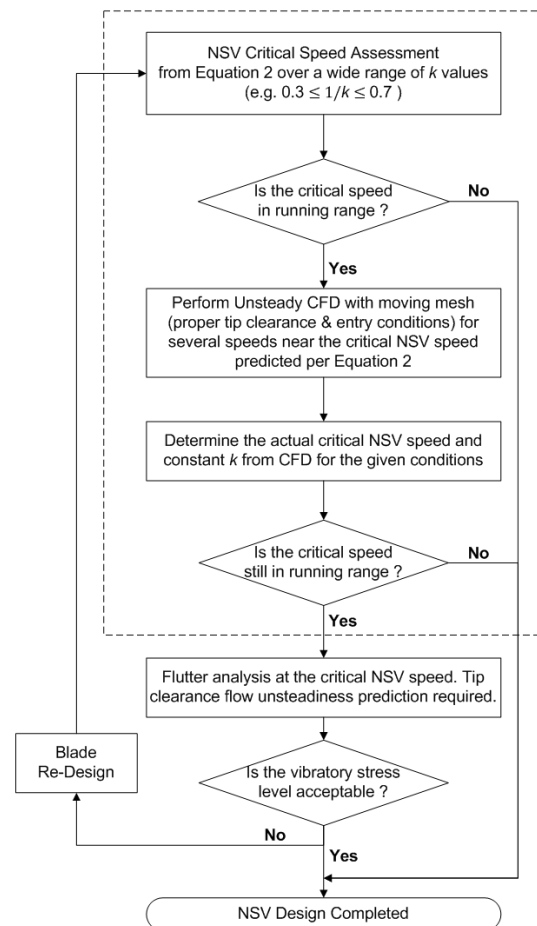 NSV Critical Speed Assessment
from Equation 2 over a wide range of k values
(e.g. 0.3 ≤ 1/k ≤ 0.7 )
Is the critical speed
in running range ?
No
Yes
Perform Unsteady CFD with moving mesh
(proper tip clearance & entry conditions) for
several speeds near the critical NSV speed
predicted per Equation 2
Determine the actual critical NSV speed and
constant k from CFD for the given conditions
Is the critical speed
still in running range ?
No
Yes
Flutter analysis at the critical NSV speed. Tip
clearance flow unsteadiness prediction required.
Blade
Re-Design
Is the vibratory stress
level acceptable ?
No
Yes
NSV Design Completed